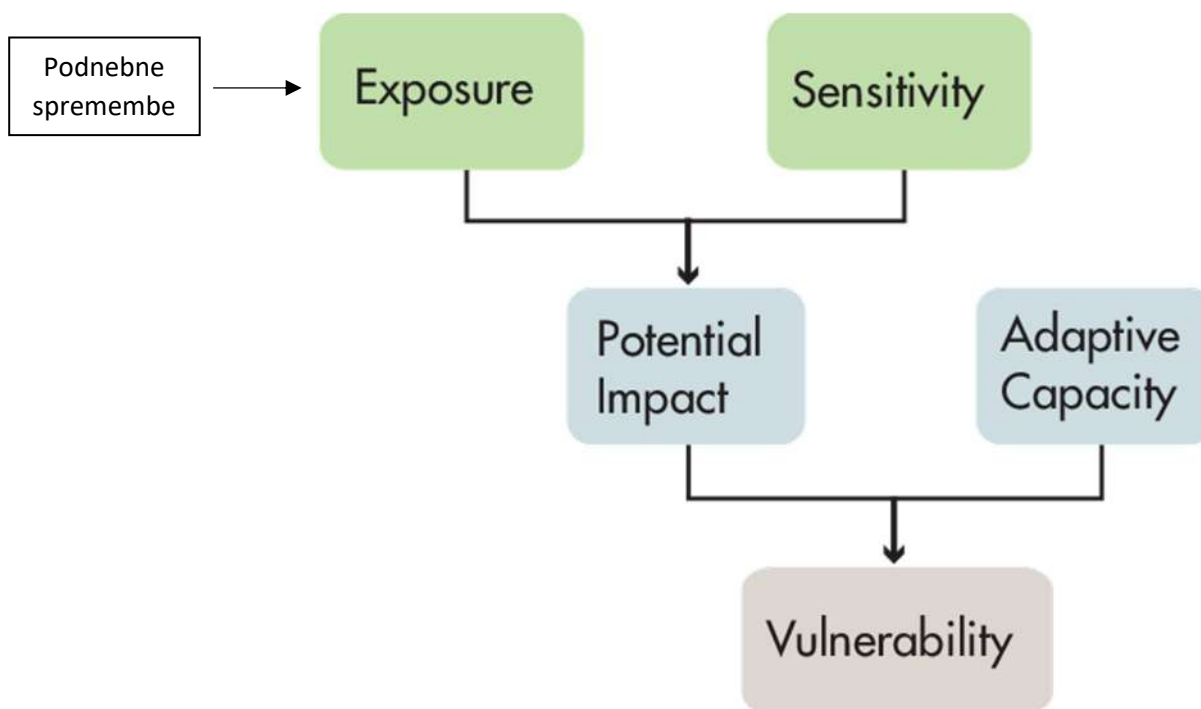 Podnebne
spremembe
Exposure
Sensitivity
Potential
Impact
Adaptive
Capacity
Vulnerability